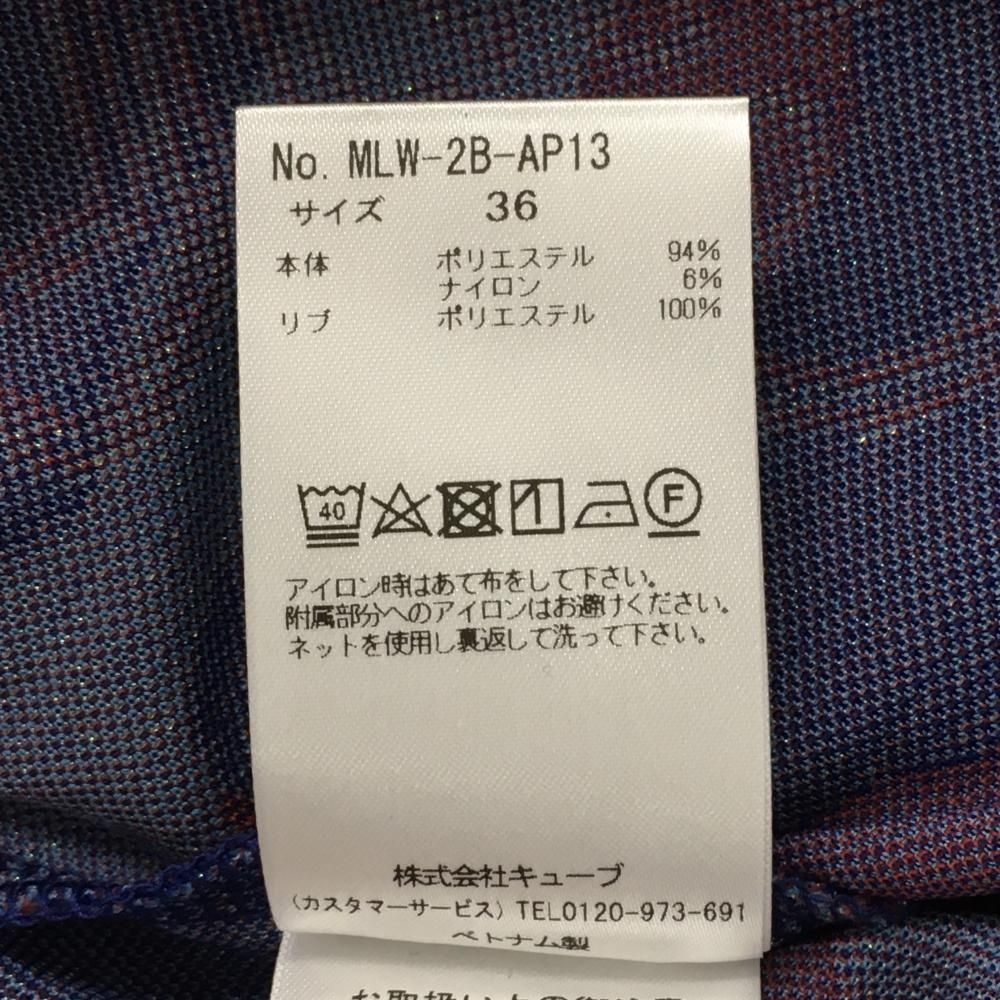 No. MLW-2B-AP13
サイズ 36
本体 ポリエステル 94%
ナイロン 6%
リブ ポリエステル 100%
40 F
アイロン時はあて布をして下さい。
附属部分へのアイロンはお避けください。
ネットを使用し裏返して洗って下さい。
株式会社キューブ
(カスタマーサービス) TEL0120-973-691
ベトナム製